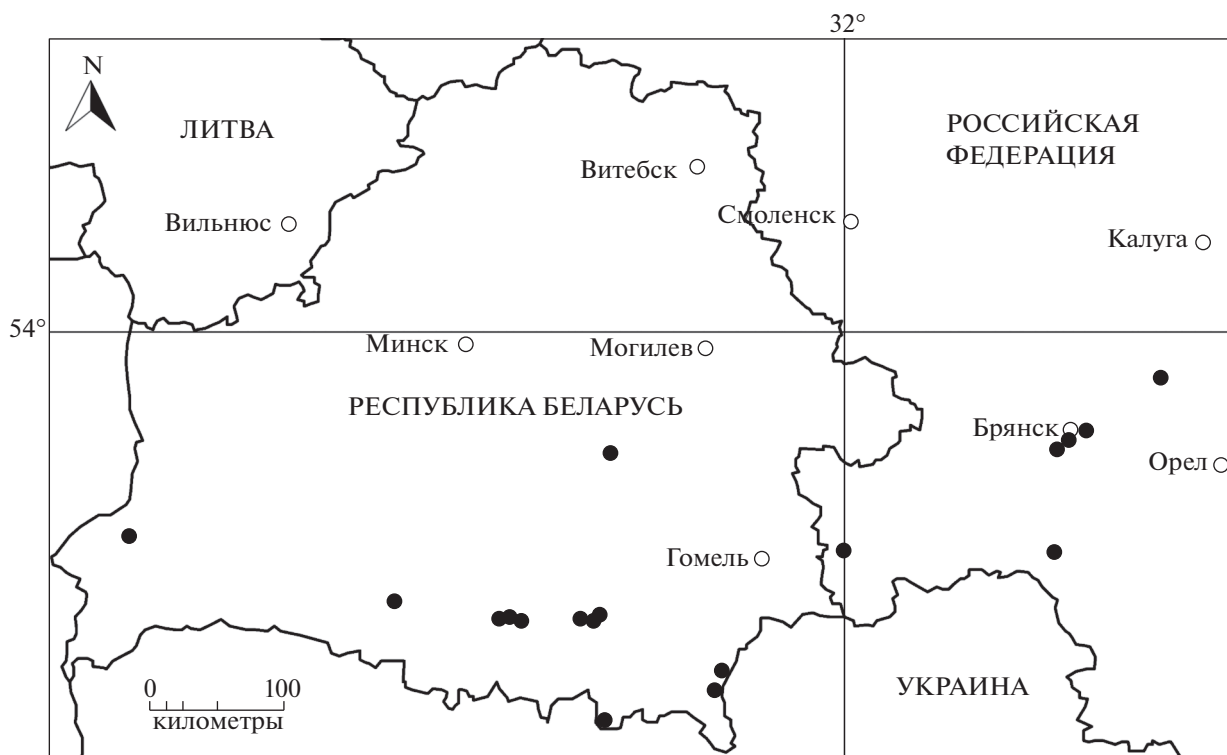 32°
N
ЛИТВА
РОССИЙСКАЯ
ФЕДЕРАЦИЯ
Витебск
Смоленск
Вильнюс
Калуга
54°
Минск
Могилев
РЕСПУБЛИКА БЕЛАРУСЬ
Брянск
Орел
Гомель
УКРАИНА
0 100
километры